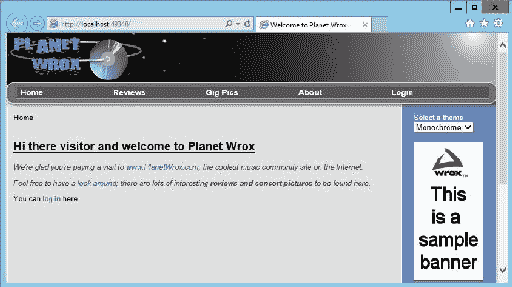 http://localhost:49646/
Welcome to Planet Wrox
PLANET
WROX
Home Reviews Gig Pics About Login
Home
Select a theme
Monochrome
Hi there visitor and welcome to Planet Wrox
We're glad you're paying a visit to www.PlanetWrox.com, the coolest music community site on the Internet.
Feel free to have a look around; there are lots of interesting reviews and concert pictures to be found here.
You can log in here
WROX
This
is a
sample
banner